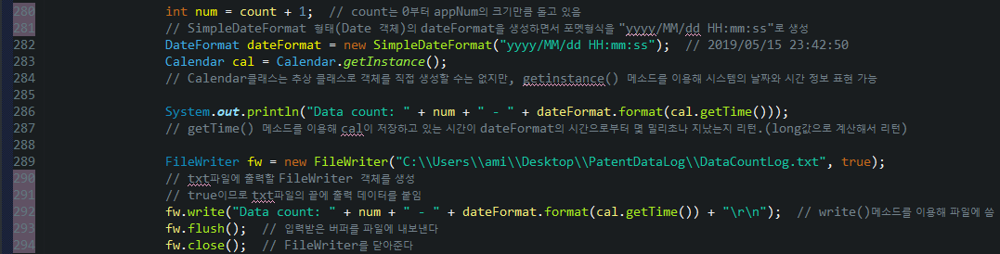 280 int num = count + 1;  // count는 0부터 appNum의 크기만큼 돌고 있음
281 // SimpleDateFormat 형태(Date 객체)의 dateFormat을 생성하면서 포멧형식을 "yyyy/MM/dd HH:mm:ss"로 생성
282 DateFormat dateFormat = new SimpleDateFormat("yyyy/MM/dd HH:mm:ss");  // 2019/05/15 23:42:50
283 Calendar cal = Calendar.getInstance();
284 // Calendar클래스는 추상 클래스로 객체를 직접 생성할 수는 없지만, getinstance() 메소드를 이용해 시스템의 날짜와 시간 정보 표현 가능
285
286 System.out.println("Data count: " + num + " - " + dateFormat.format(cal.getTime()));
287 // getTime() 메소드를 이용해 cal이 저장하고 있는 시간이 dateFormat의 시간으로부터 몇 밀리초나 지났는지 리턴.(long값으로 계산해서 리턴)
288
289 FileWriter fw = new FileWriter("C:\\Users\\ami\\Desktop\\PatentDataLog\\DataCountLog.txt", true);
290 // txt파일에 출력할 FileWriter 객체를 생성
291 // true이므로 txt파일의 끝에 출력 데이터를 붙임
292 fw.write("Data count: " + num + " - " + dateFormat.format(cal.getTime()) + "\r\n");  // write()메소드를 이용해 파일에 씀
293 fw.flush();  // 입력받은 버퍼를 파일에 내보낸다
294 fw.close();  // FileWriter를 닫아준다